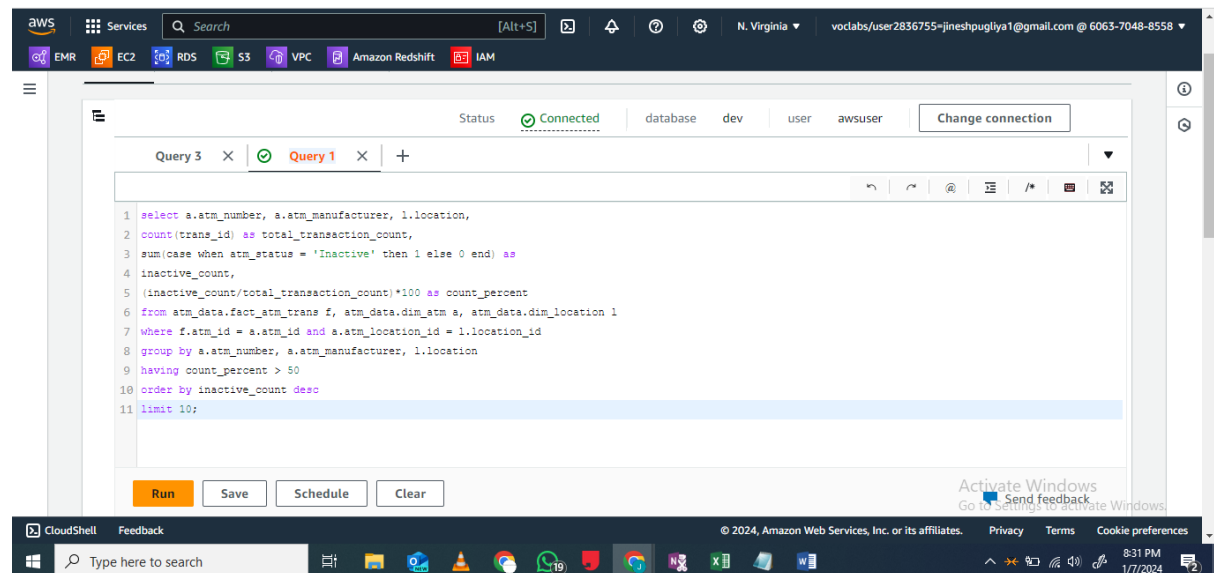 aws Services Search [Alt+S] N. Virginia ▼ voclabs/user2836755=jineshpugliya1@gmail.com @ 6063-7048-8558 ▼
EMR EC2 RDS S3 VPC Amazon Redshift IAM
Status Connected database dev user awsuser Change connection
Query 3 × Query 1 × +
1 select a.atm_number, a.atm_manufacturer, l.location,
2 count(trans_id) as total_transaction_count,
3 sum(case when atm_status = 'Inactive' then 1 else 0 end) as
4 inactive_count,
5 (inactive_count/total_transaction_count)*100 as count_percent
6 from atm_data.fact_atm_trans f, atm_data.dim_atm a, atm_data.dim_location l
7 where f.atm_id = a.atm_id and a.atm_location_id = l.location_id
8 group by a.atm_number, a.atm_manufacturer, l.location
9 having count_percent > 50
10 order by inactive_count desc
11 limit 10;
Run Save Schedule Clear
Activate Windows
Send feedback
Go to Settings to activate Windows.
CloudShell Feedback © 2024, Amazon Web Services, Inc. or its affiliates. Privacy Terms Cookie preferences
Type here to search 19 8:31 PM
1/7/2024 2